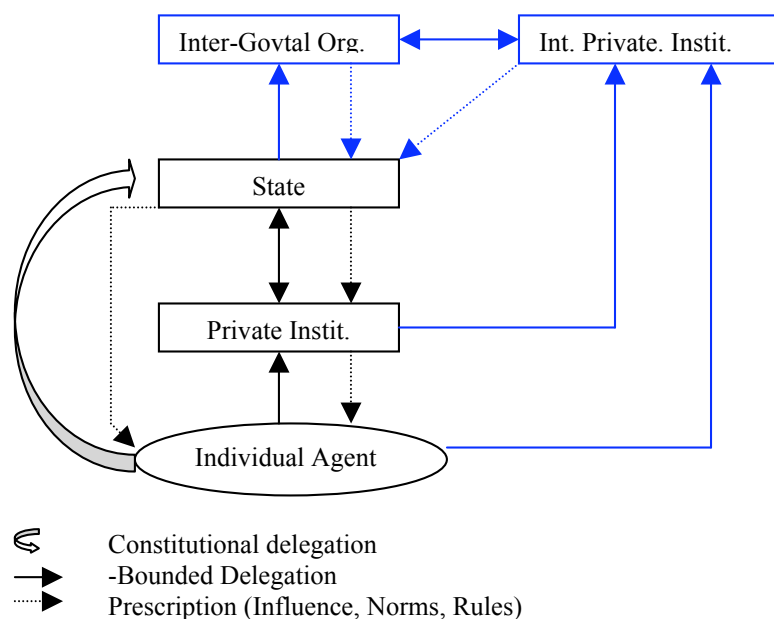 Inter-Govtal Org.
Int. Private. Instit.
State
Private Instit.
Individual Agent
Constitutional delegation
-Bounded Delegation
Prescription (Influence, Norms, Rules)